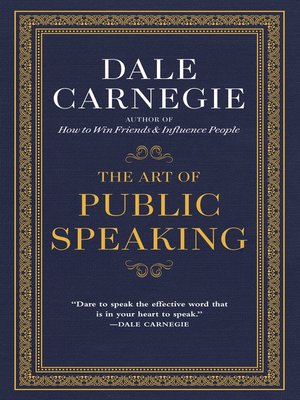 DALE
CARNEGIE
AUTHOR OF
How to Win Friends & Influence People
THE ART OF
PUBLIC
SPEAKING
“Dare to speak the effective word that
is in your heart to speak.”
—DALE CARNEGIE